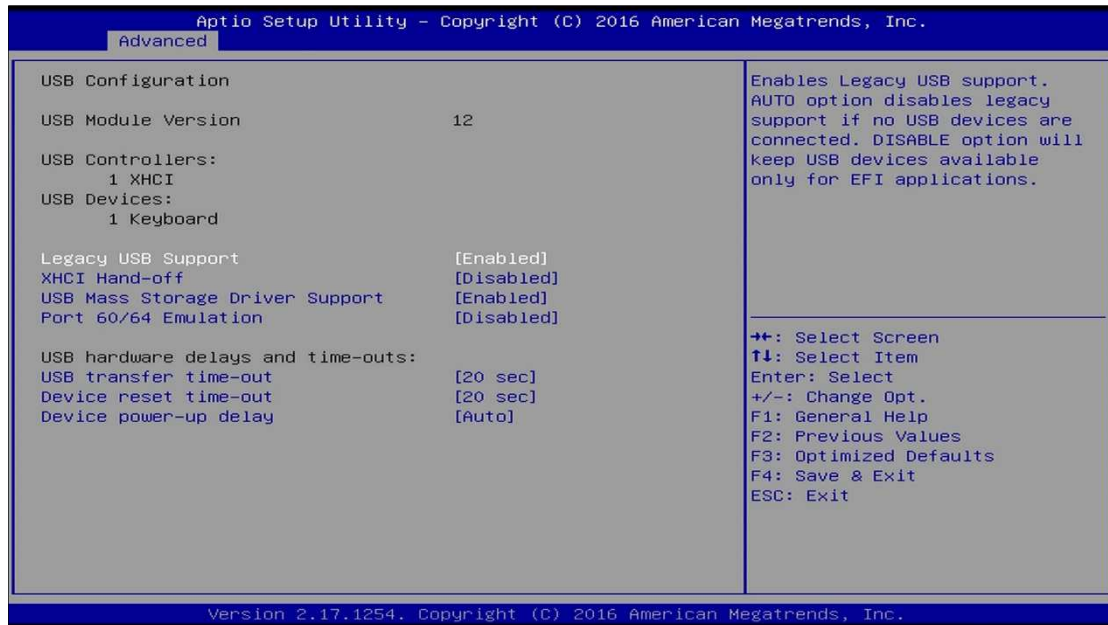 Aptio Setup Utility – Copyright (C) 2016 American Megatrends, Inc.
Advanced
USB Configuration
USB Module Version 12
USB Controllers:
1 XHCI
USB Devices:
1 Keyboard
Legacy USB Support [Enabled]
XHCI Hand-off [Disabled]
USB Mass Storage Driver Support [Enabled]
Port 60/64 Emulation [Disabled]
USB hardware delays and time-outs:
USB transfer time-out [20 sec]
Device reset time-out [20 sec]
Device power-up delay [Auto]
Enables Legacy USB support.
AUTO option disables legacy
support if no USB devices are
connected. DISABLE option will
keep USB devices available
only for EFI applications.
→←: Select Screen
↑↓: Select Item
Enter: Select
+/-: Change Opt.
F1: General Help
F2: Previous Values
F3: Optimized Defaults
F4: Save & Exit
ESC: Exit
Version 2.17.1254. Copyright (C) 2016 American Megatrends, Inc.